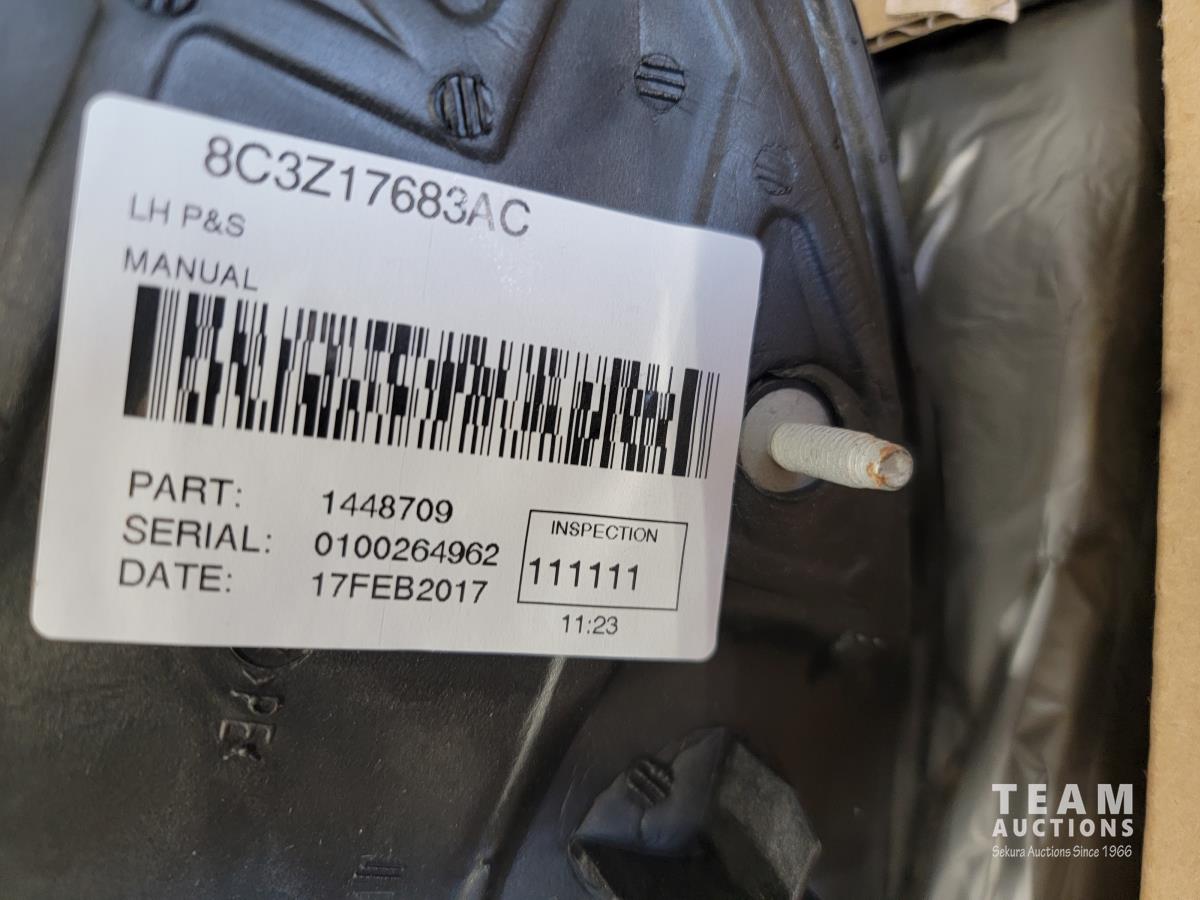 8C3Z17683AC
LH P&S
MANUAL
PART: 1448709
SERIAL: 0100264962
DATE: 17FEB2017
INSPECTION
111111
11:23
>PE<
TEAM
AUCTIONS
Sekura Auctions Since 1966